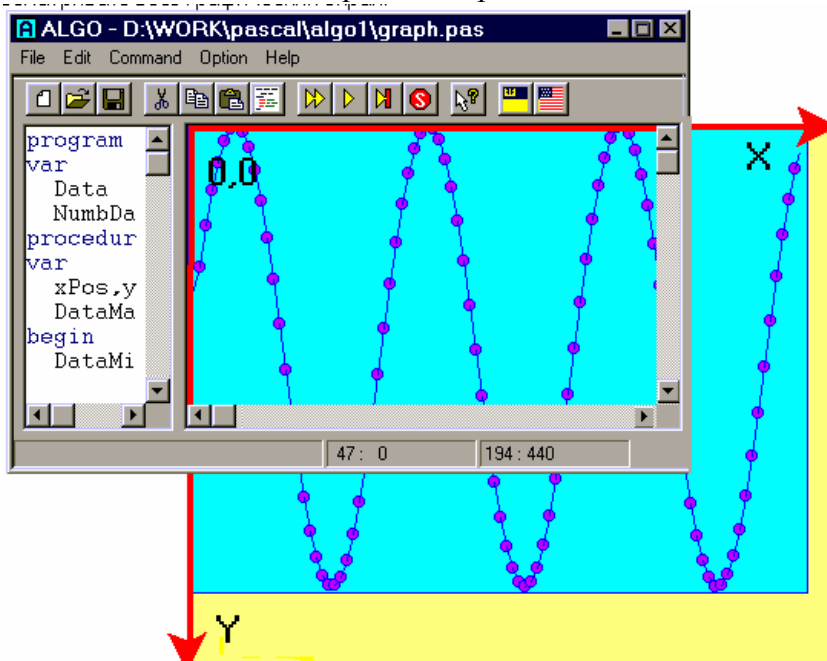 ALGO - D:\WORK\pascal\algo1\graph.pas
File Edit Command Option Help
program
var
Data
NumbDa
procedur
var
xPos,y
DataMa
begin
DataMi
0,0
X
47: 0
194:440
Y